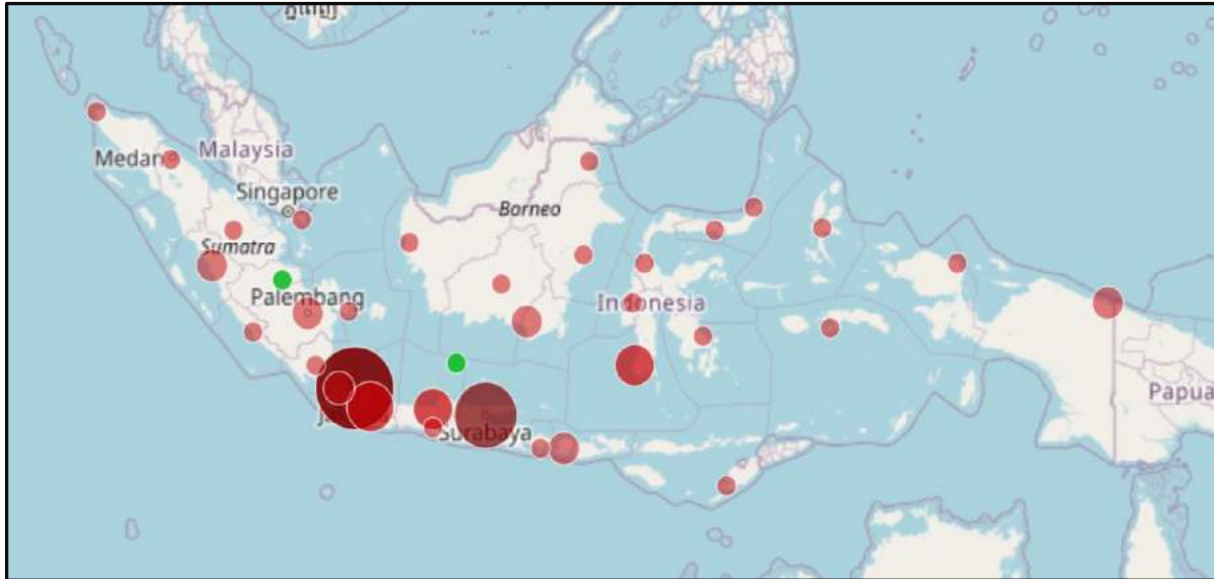 Medan
Malaysia
Singapore
Borneo
Sumatra
Palembang
Indonesia
Papua
Surabaya